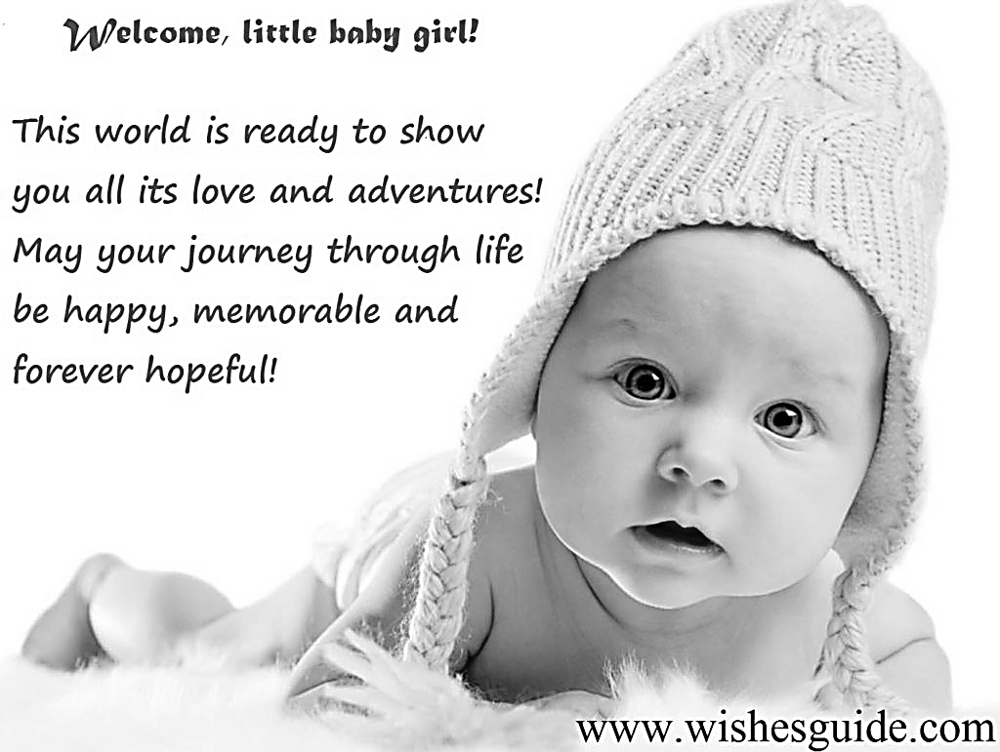 Welcome, little baby girl!
This world is ready to show
you all its love and adventures!
May your journey through life
be happy, memorable and
forever hopeful!
www.wishesguide.com